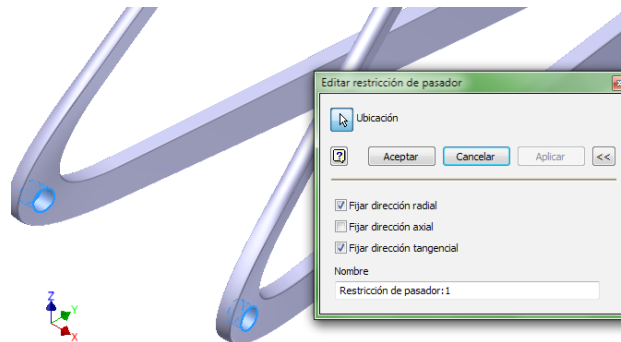 Editar restricción de pasador
Ubicación
Aceptar
Cancelar
Aplicar
<<
Fijar dirección radial
Fijar dirección axial
Fijar dirección tangencial
Nombre
Restricción de pasador:1
Z
Y
X